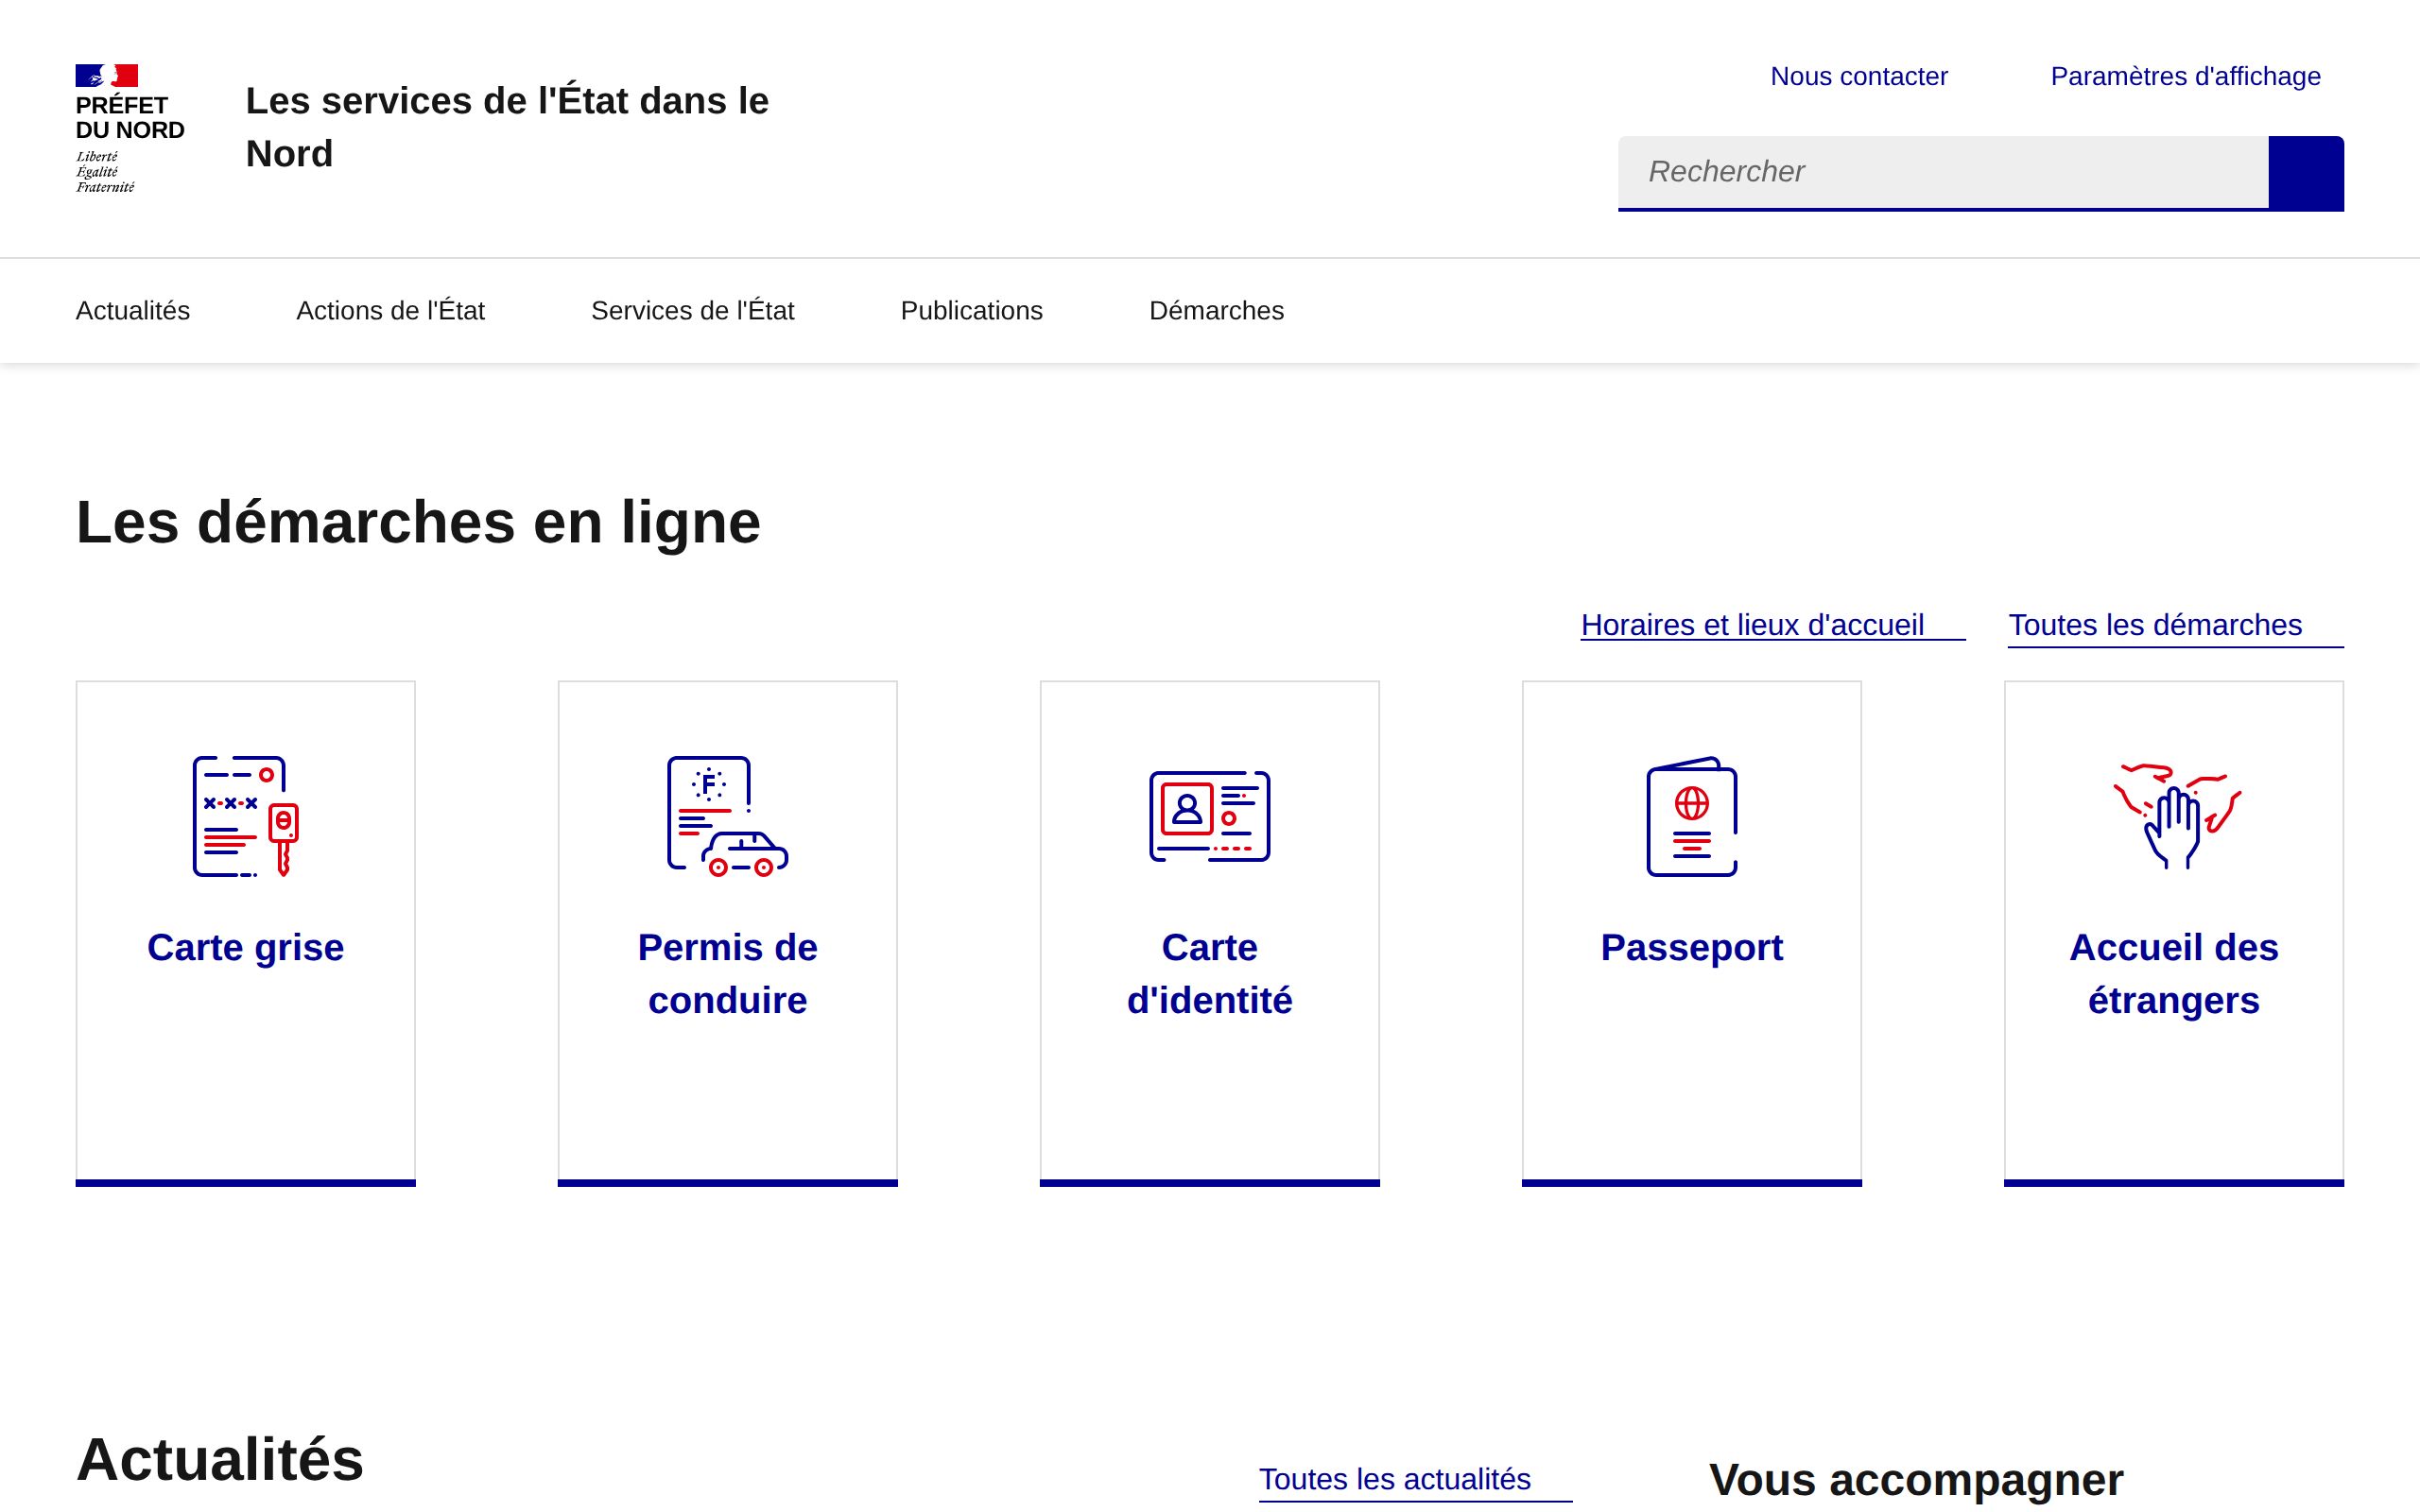 PRÉFET
DU NORD
Liberté
Égalité
Fraternité
Les services de l'État dans le
Nord
Nous contacter
Paramètres d'affichage
Rechercher
Actualités
Actions de l'État
Services de l'État
Publications
Démarches
Les démarches en ligne
Horaires et lieux d'accueil
Toutes les démarches
F
Carte grise
Permis de
conduire
Carte
d'identité
Passeport
Accueil des
étrangers
Actualités
Toutes les actualités
Vous accompagner